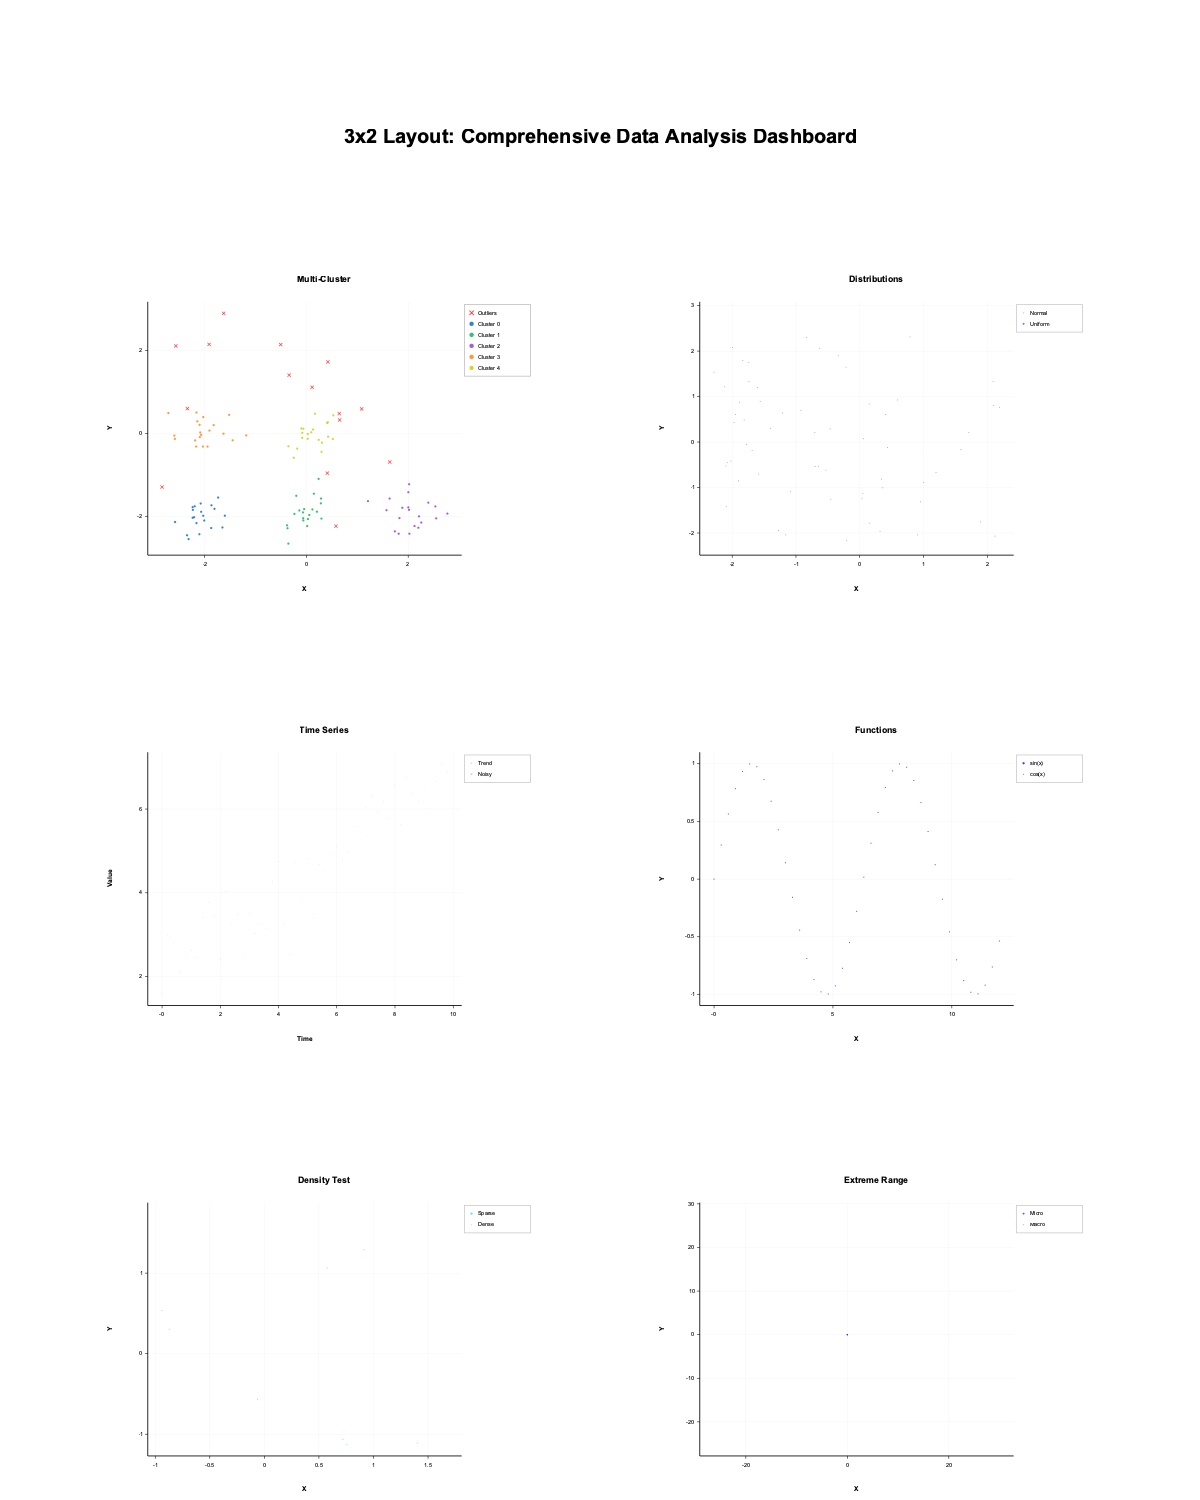 3x2 Layout: Comprehensive Data Analysis Dashboard
Multi-Cluster
Y
2
0
-2
-2
0
2
X
Outliers
Cluster 0
Cluster 1
Cluster 2
Cluster 3
Cluster 4
Distributions
Y
3
2
1
0
-1
-2
-2
-1
0
1
2
X
Normal
Uniform
Time Series
Value
6
4
2
-0
2
4
6
8
10
Time
Trend
Noisy
Functions
Y
1
0.5
0
-0.5
-1
-0
5
10
X
sin(x)
cos(x)
Density Test
Y
1
0
-1
-1
-0.5
0
0.5
1
1.5
X
Sparse
Dense
Extreme Range
Y
30
20
10
0
-10
-20
-20
0
20
X
Micro
Macro